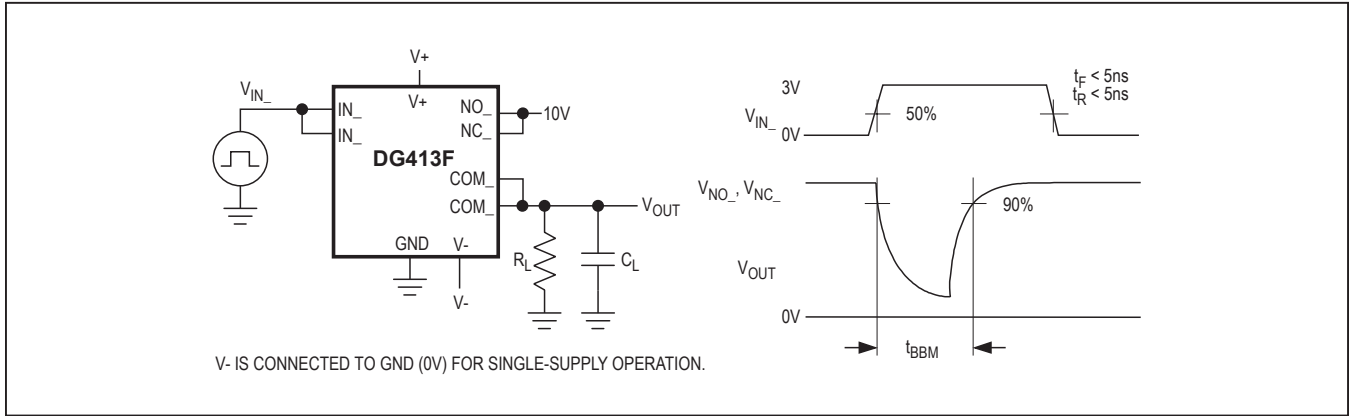 V+
V+
V_IN_
IN_
IN_
NO_
NC_
10V
DG413F
COM_
COM_
V_OUT
GND
V-
V-
R_L
C_L
V- IS CONNECTED TO GND (0V) FOR SINGLE-SUPPLY OPERATION.
3V
V_IN_
0V
50%
t_F < 5ns
t_R < 5ns
V_NO_, V_NC_
90%
V_OUT
0V
t_BBM